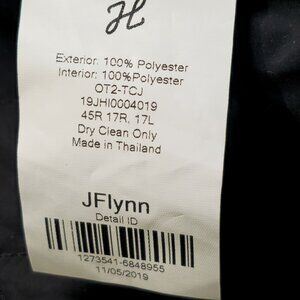 JH
Exterior: 100% Polyester
Interior: 100%Polyester
OT2-TCJ
19JHI0004019
45R 17R, 17L
Dry Clean Only
Made in Thailand
JFlynn
Detail ID
1273541-6848955
11/05/2019